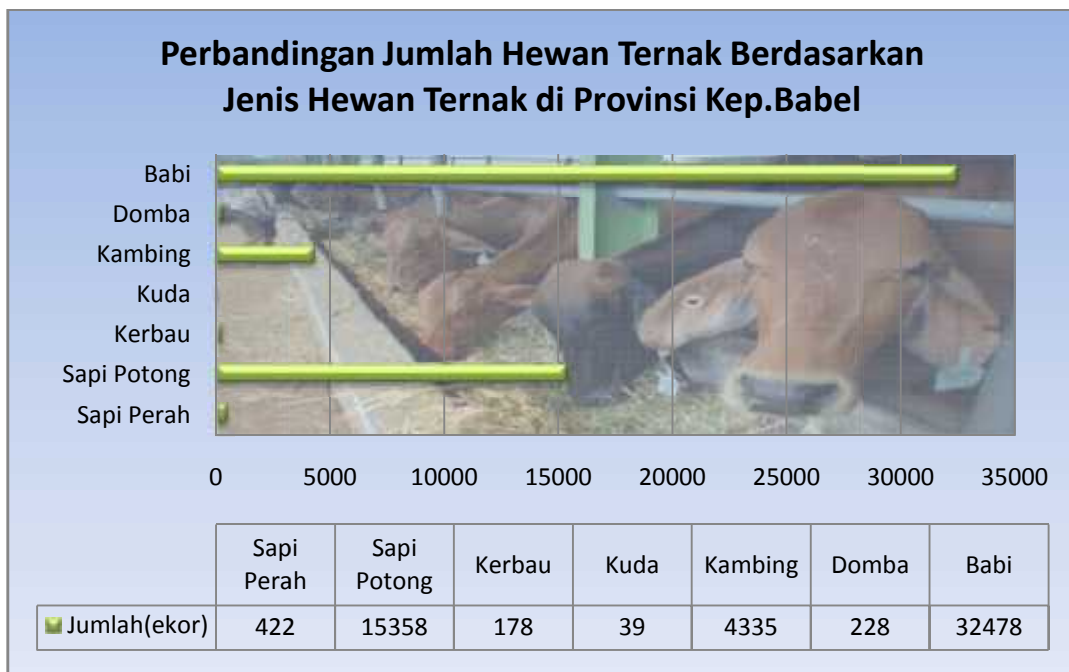 Perbandingan Jumlah Hewan Ternak Berdasarkan
Jenis Hewan Ternak di Provinsi Kep.Babel
Babi
Domba
Kambing
Kuda
Kerbau
Sapi Potong
Sapi Perah
0 5000 10000 15000 20000 25000 30000 35000
Sapi Perah Sapi Potong Kerbau Kuda Kambing Domba Babi
Jumlah(ekor) 422 15358 178 39 4335 228 32478